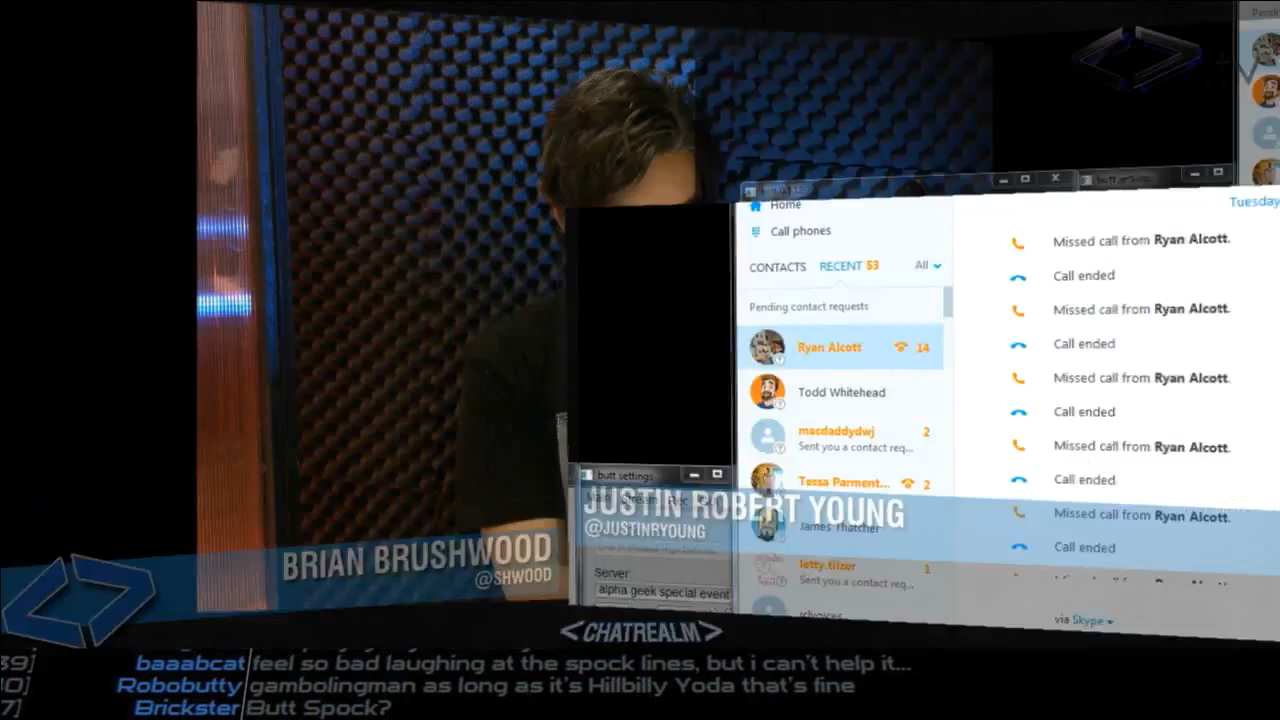 Home
Call phones
CONTACTS RECENT 53 All
Pending contact requests
Ryan Alcott 14
Todd Whitehead
macdaddydwj 2
Sent you a contact req...
Tessa Parment... 2
James Thatcher
letty.tiizer 1
Sent you a contact req...
Tuesday
Missed call from Ryan Alcott.
Call ended
Missed call from Ryan Alcott.
Call ended
Missed call from Ryan Alcott.
Call ended
Missed call from Ryan Alcott.
Call ended
Missed call from Ryan Alcott.
Call ended
via Skype
butt settings
Server:
alpha geek special event
JUSTIN ROBERT YOUNG
@JUSTINRYOUNG
BRIAN BRUSHWOOD
@SHWOOD
<CHATREALM>
39] baaabcat feel so bad laughing at the spock lines, but i can't help it...
0] Robobutty gambolingman as long as it's Hillbilly Yoda that's fine
7] Brickster Butt Spock?